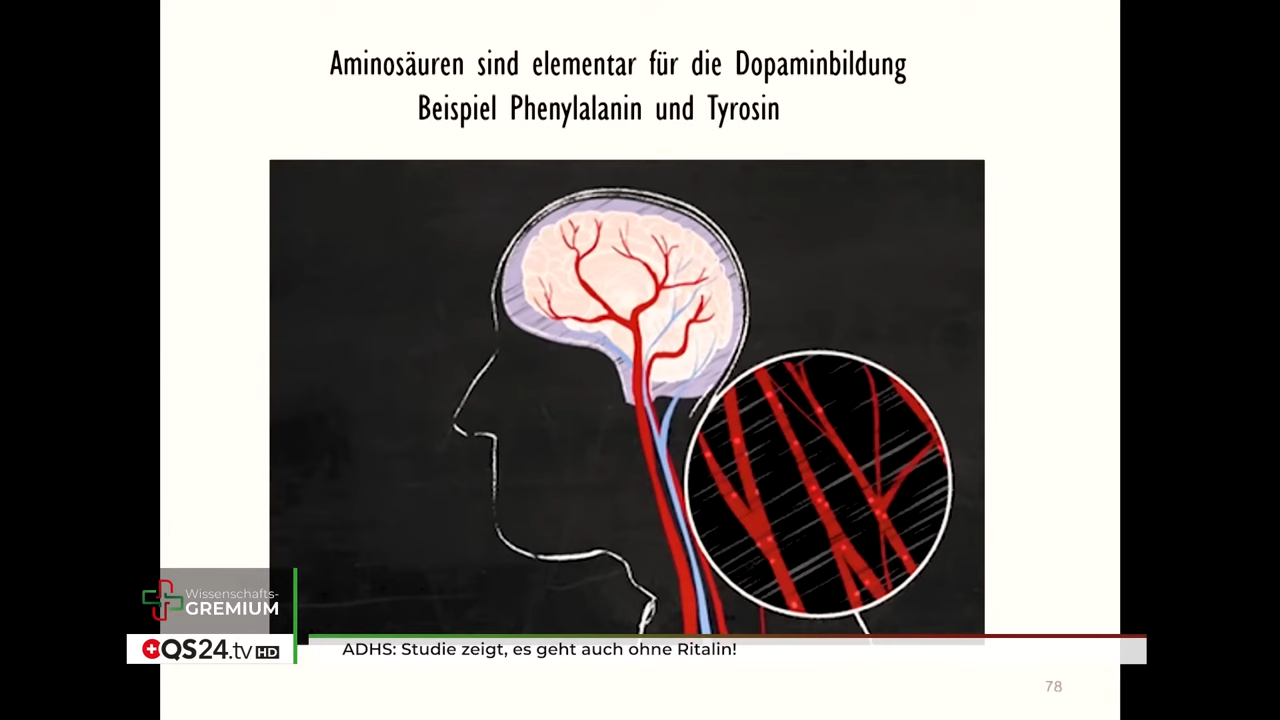 Aminosäuren sind elementar für die Dopaminbildung
Beispiel Phenylalanin und Tyrosin
Wissenschafts-
GREMIUM
QS24.tv HD
ADHS: Studie zeigt, es geht auch ohne Ritalin!
78